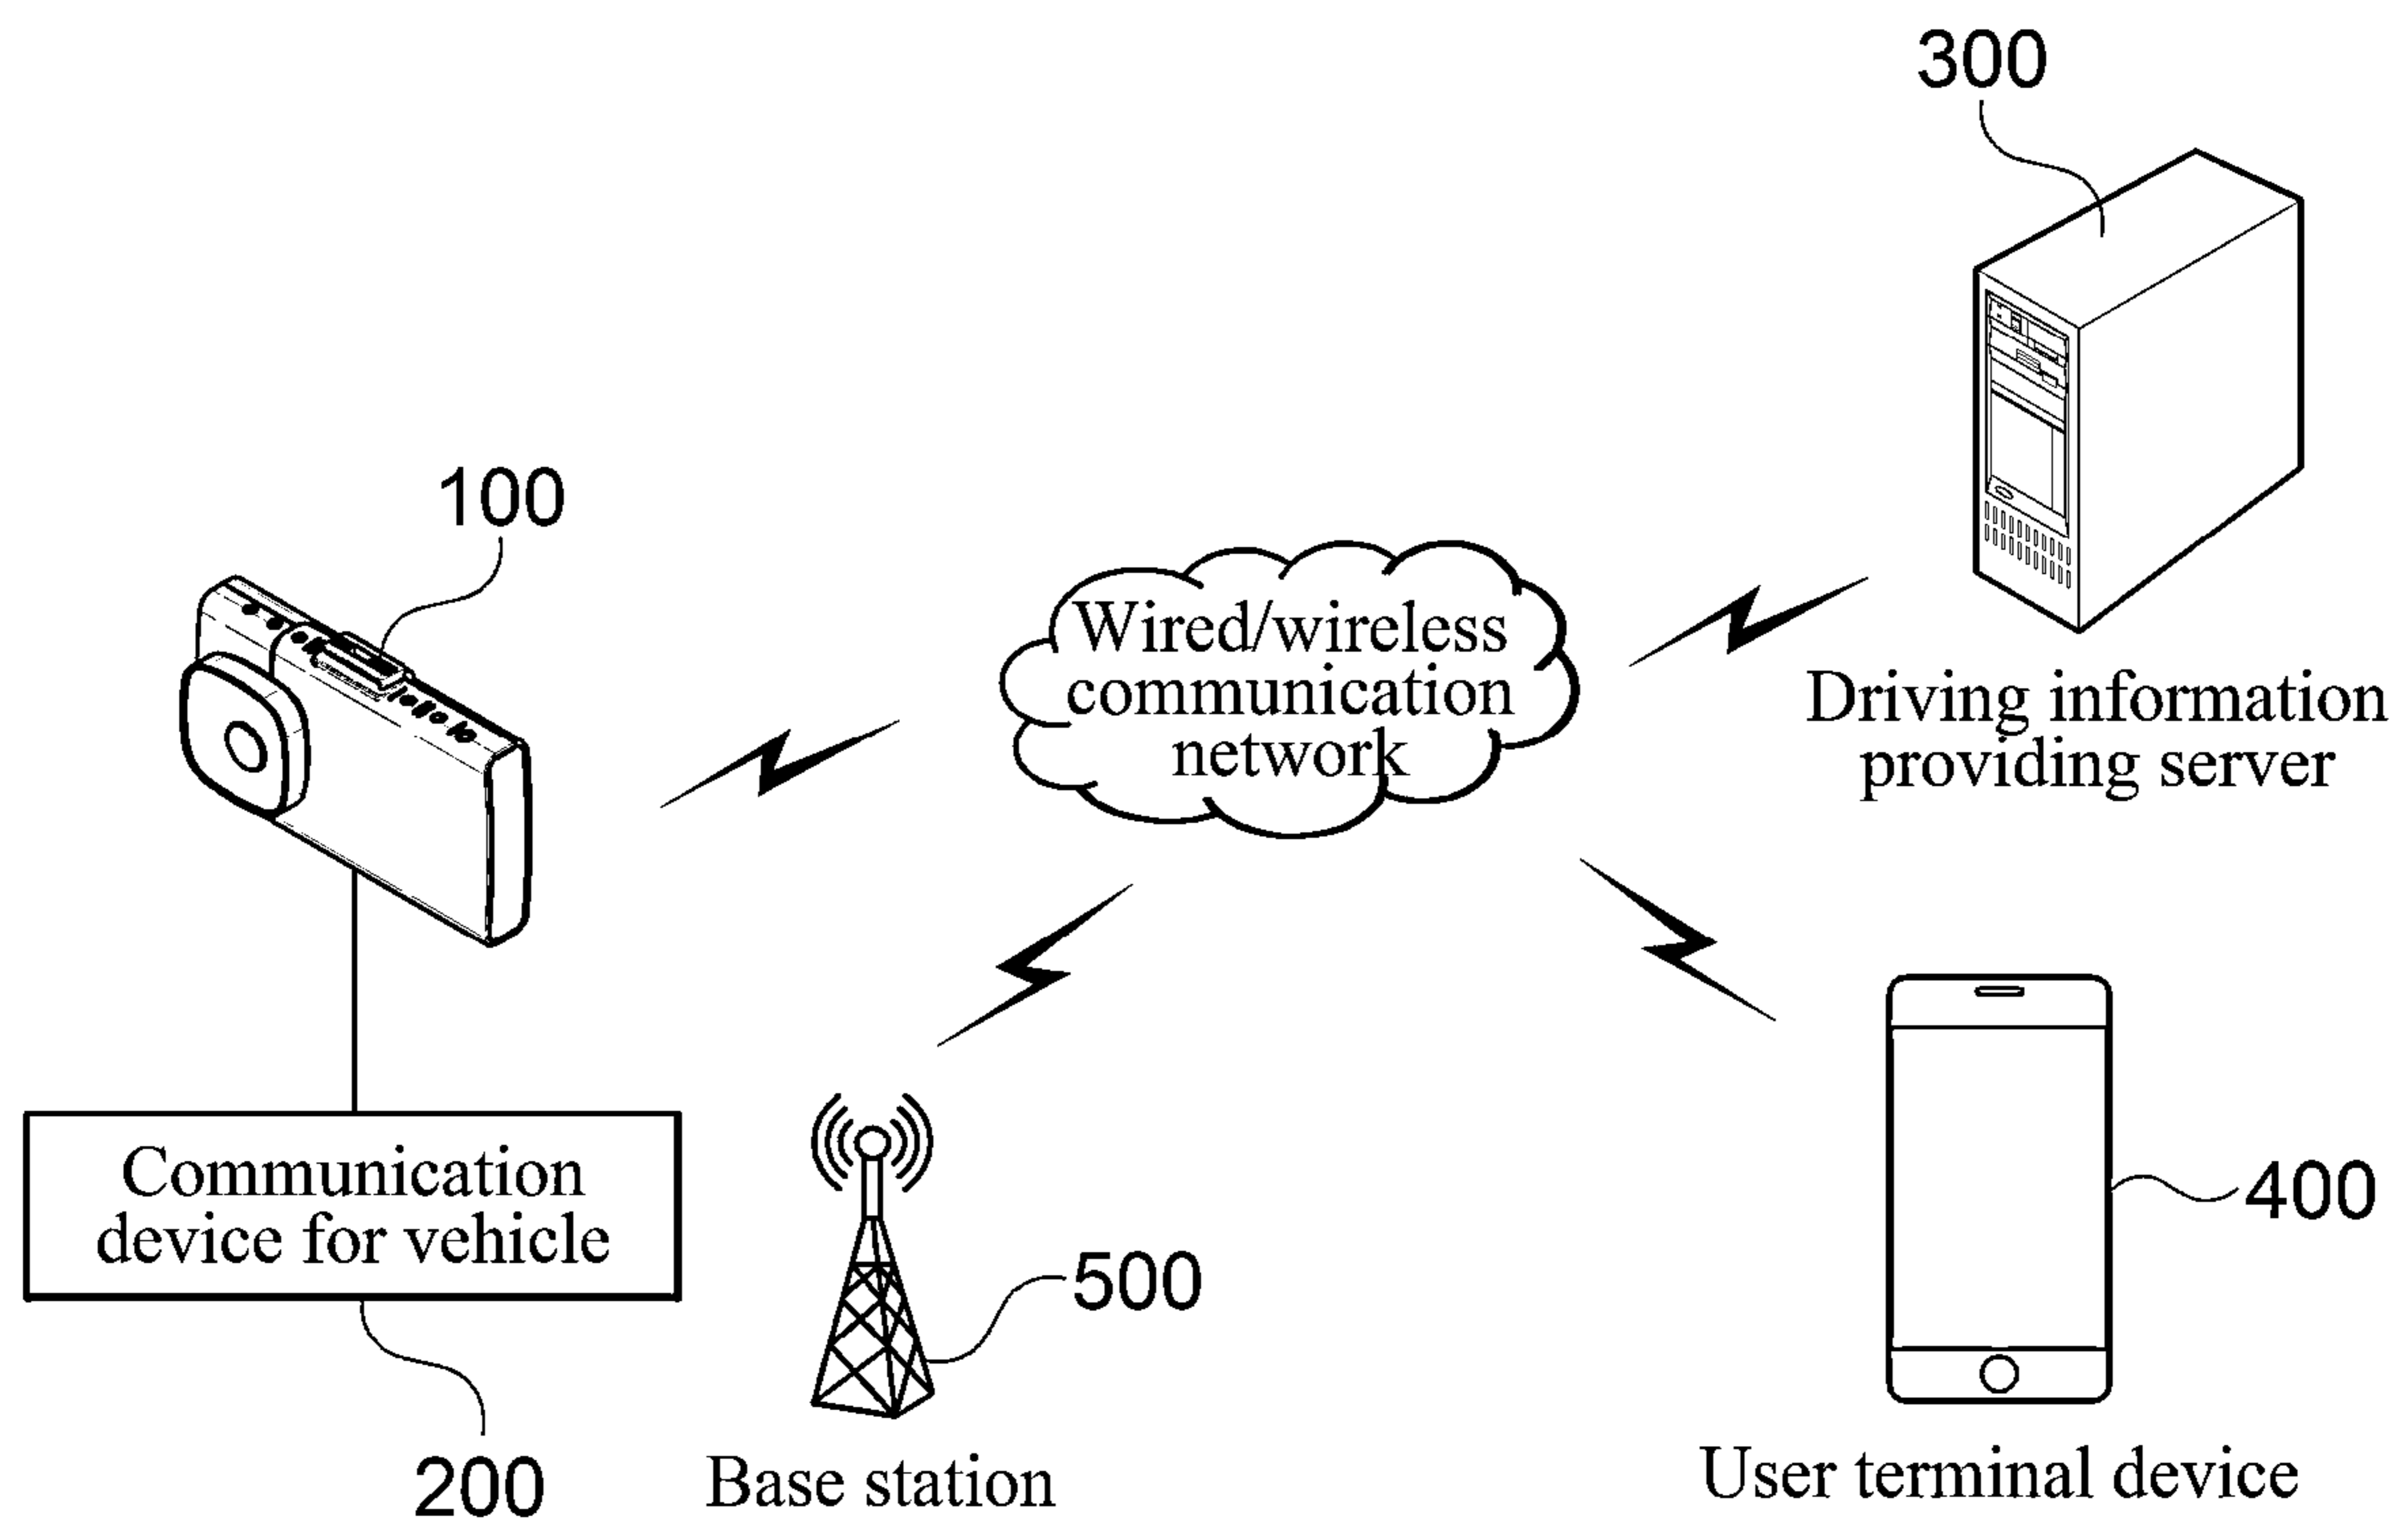 300
100
Wired/wireless
communication
network
Driving information
providing server
Communication
device for vehicle
200
500
Base station
400
User terminal device